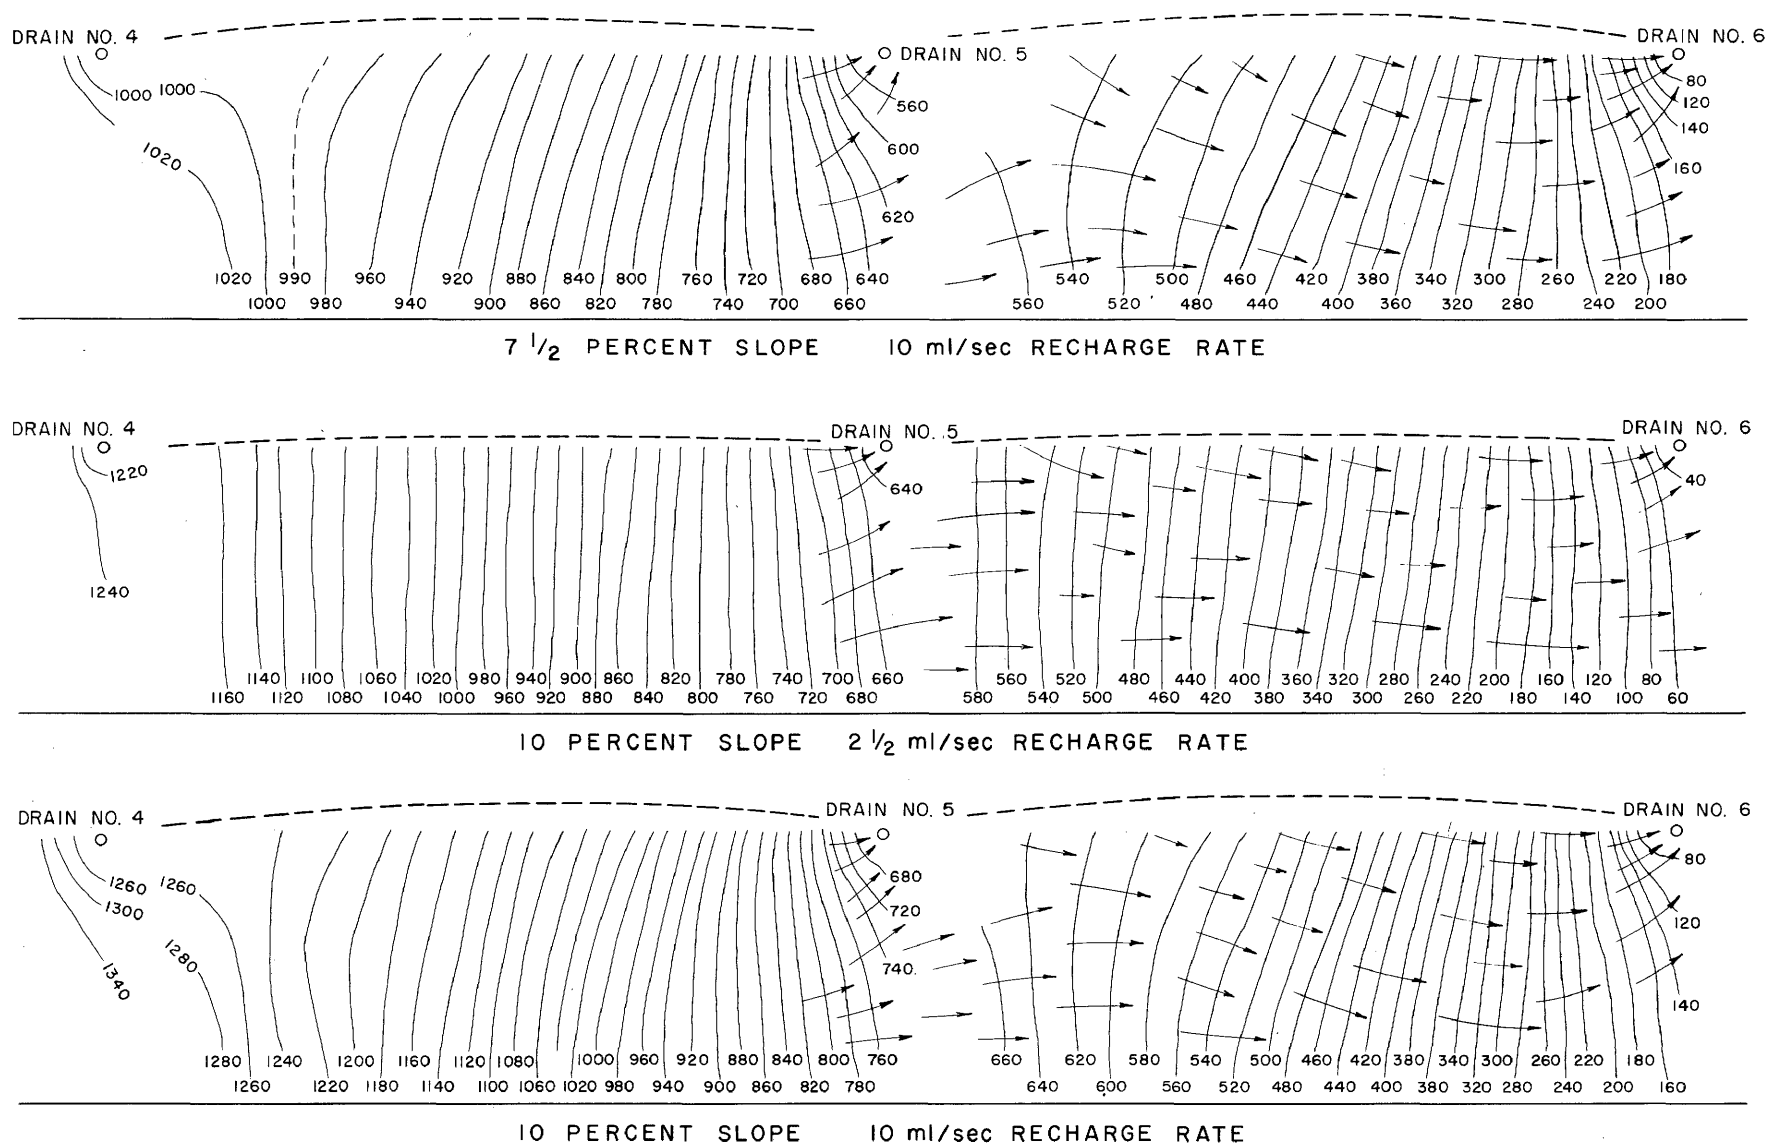 DRAIN NO. 4
DRAIN NO. 5
DRAIN NO. 6
1000 1000
1020
560
600
620
80
120
140
160
1020 990 960 920 880 840 800 760 720 680 640
1000 980 940 900 860 820 780 740 700 660
540 500 460 420 380 340 300 260 220 180
560 520 480 440 400 360 320 280 240 200
7 1/2 PERCENT SLOPE 10 ml/sec RECHARGE RATE
DRAIN NO. 4
DRAIN NO. 5
DRAIN NO. 6
1220
1240
640
40
1140 1100 1060 1020 980 940 900 860 820 780 740 700 660
1160 1120 1080 1040 1000 960 920 880 840 800 760 720 680
560 520 480 440 400 360 320 280 240 200 160 120 80
580 540 500 460 420 380 340 300 260 220 180 140 100 60
10 PERCENT SLOPE 2 1/2 ml/sec RECHARGE RATE
DRAIN NO. 4
DRAIN NO. 5
DRAIN NO. 6
1260 1260
1300
1280
1340
680
720
740
80
120
140
1280 1240 1200 1160 1120 1080 1000 960 920 880 840 800 760
1260 1220 1180 1140 1100 1060 1020 980 940 900 860 820 780
660 620 580 540 500 460 420 380 340 300 260 220 180
640 600 560 520 480 440 400 380 320 280 240 200 160
10 PERCENT SLOPE 10 ml/sec RECHARGE RATE